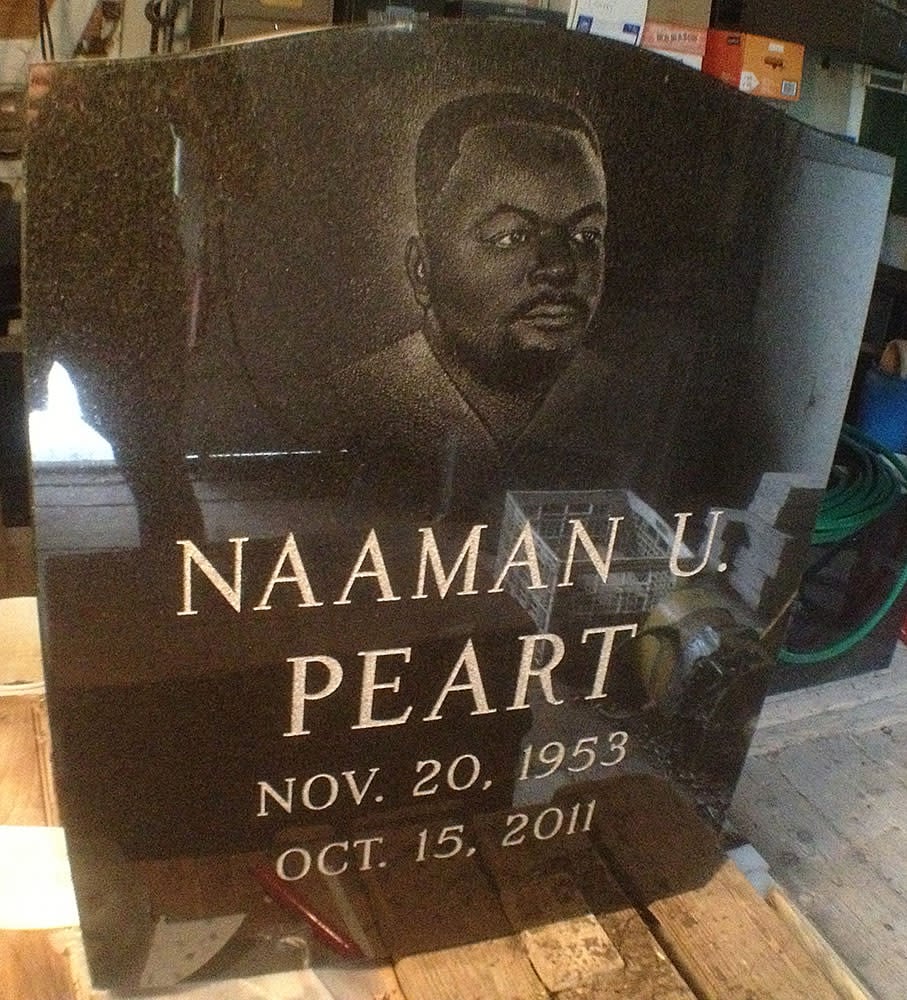 NAAMAN U.
PEART
NOV. 20, 1953
OCT. 15, 2011